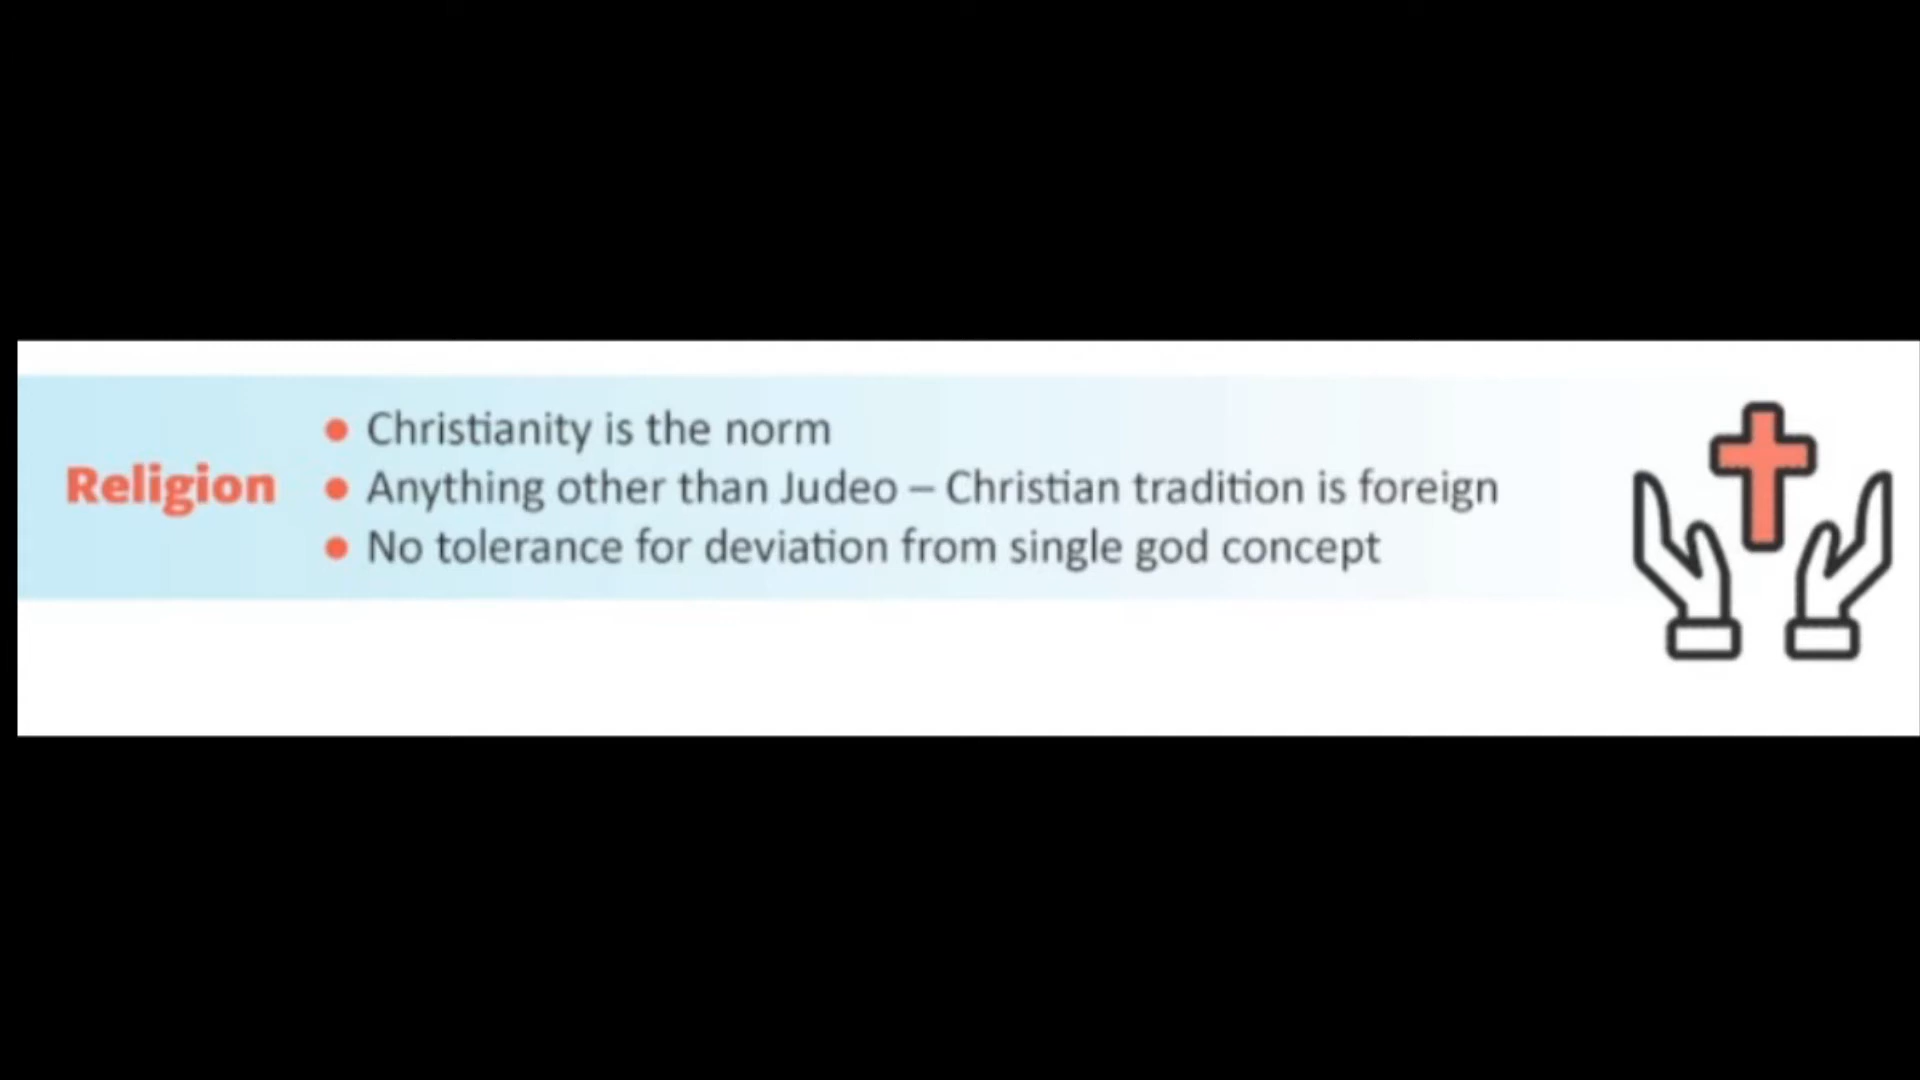 Religion
Christianity is the norm
Anything other than Judeo – Christian tradition is foreign
No tolerance for deviation from single god concept